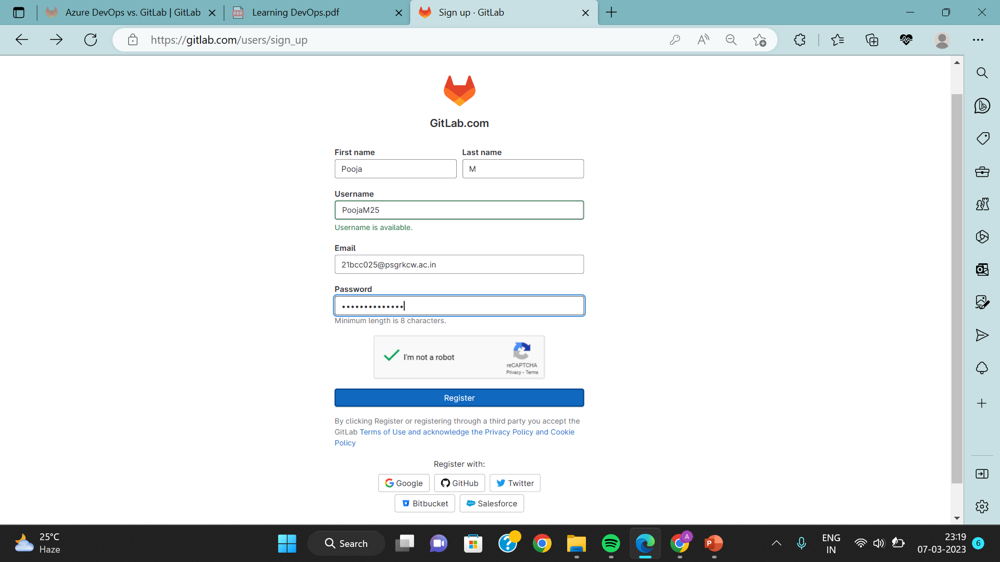 Azure DevOps vs. GitLab | GitLab
Learning DevOps.pdf
Sign up · GitLab
https://gitlab.com/users/sign_up
GitLab.com
First name
Last name
Pooja
M
Username
PoojaM25
Username is available.
Email
21bcc025@psgrkcw.ac.in
Password
••••••••••••••
Minimum length is 8 characters.
I'm not a robot
reCAPTCHA
Privacy - Terms
Register
By clicking Register or registering through a third party you accept the
GitLab Terms of Use and acknowledge the Privacy Policy and Cookie
Policy
Register with:
Google
GitHub
Twitter
Bitbucket
Salesforce
25°C
Haze
Search
ENG
IN
23:19
07-03-2023
6